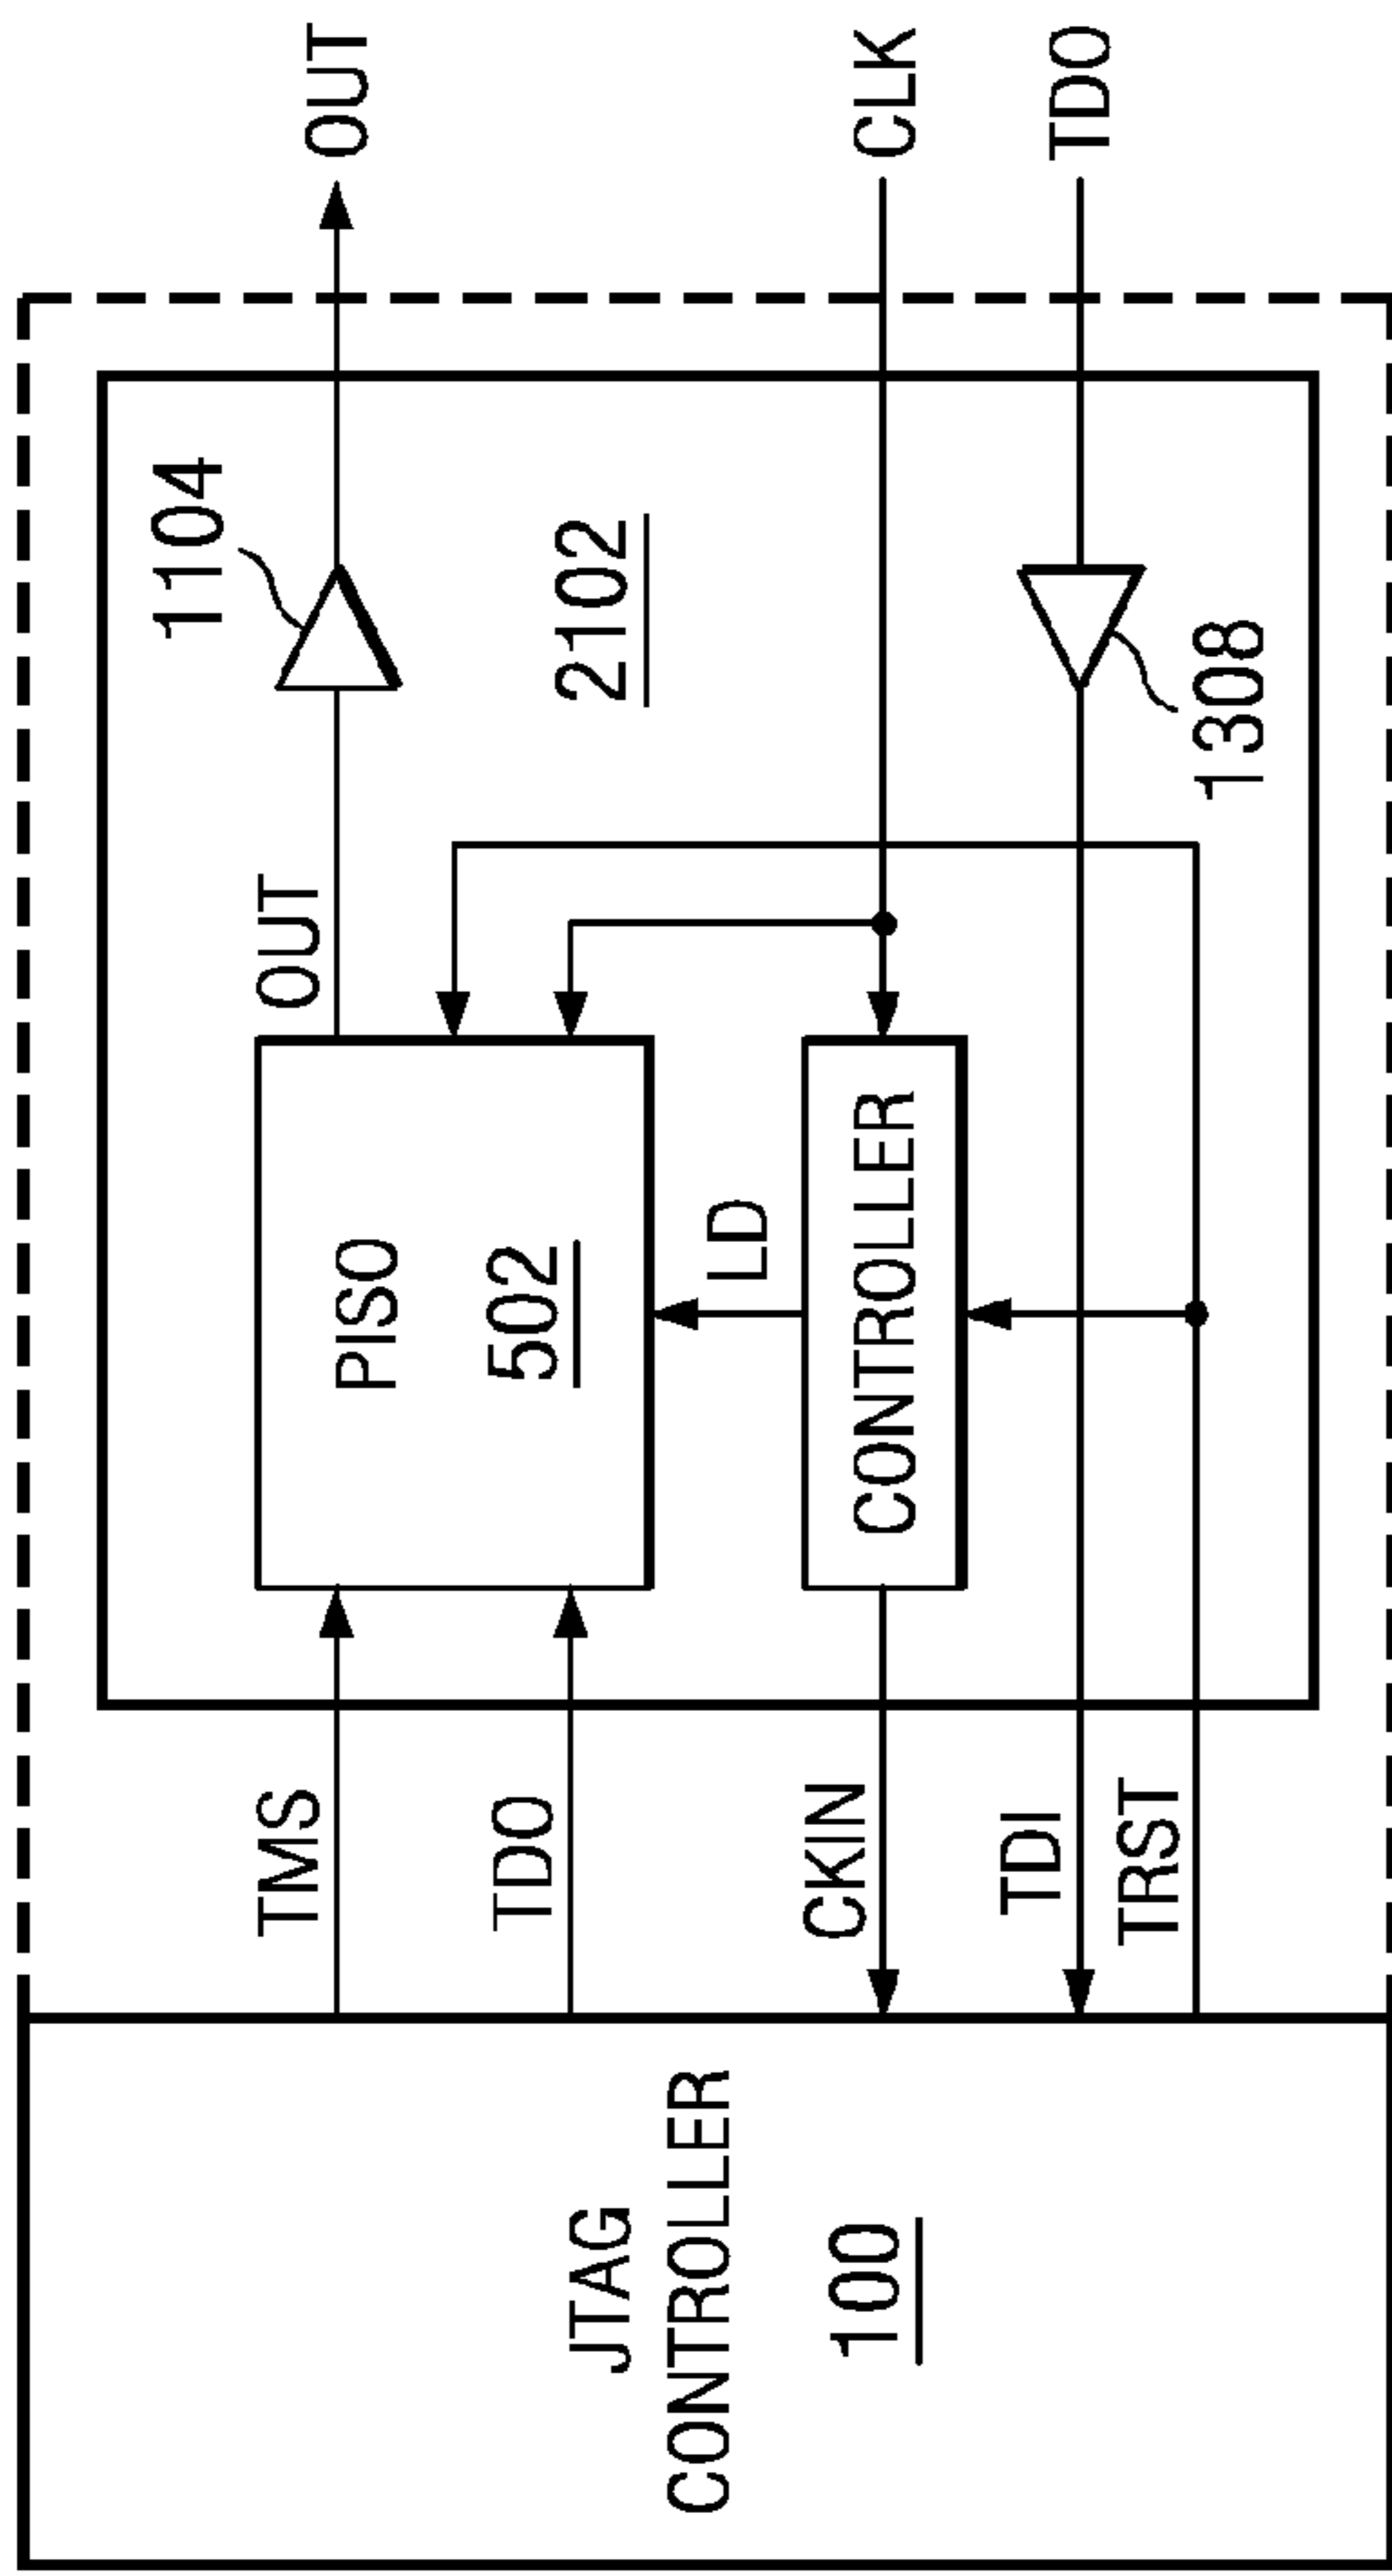 JTAG
CONTROLLER
100
TMS
TDO
CKIN
TDI
TRST
PISO
502
LD
CONTROLLER
OUT
1104
2102
1308
OUT
CLK
TDO